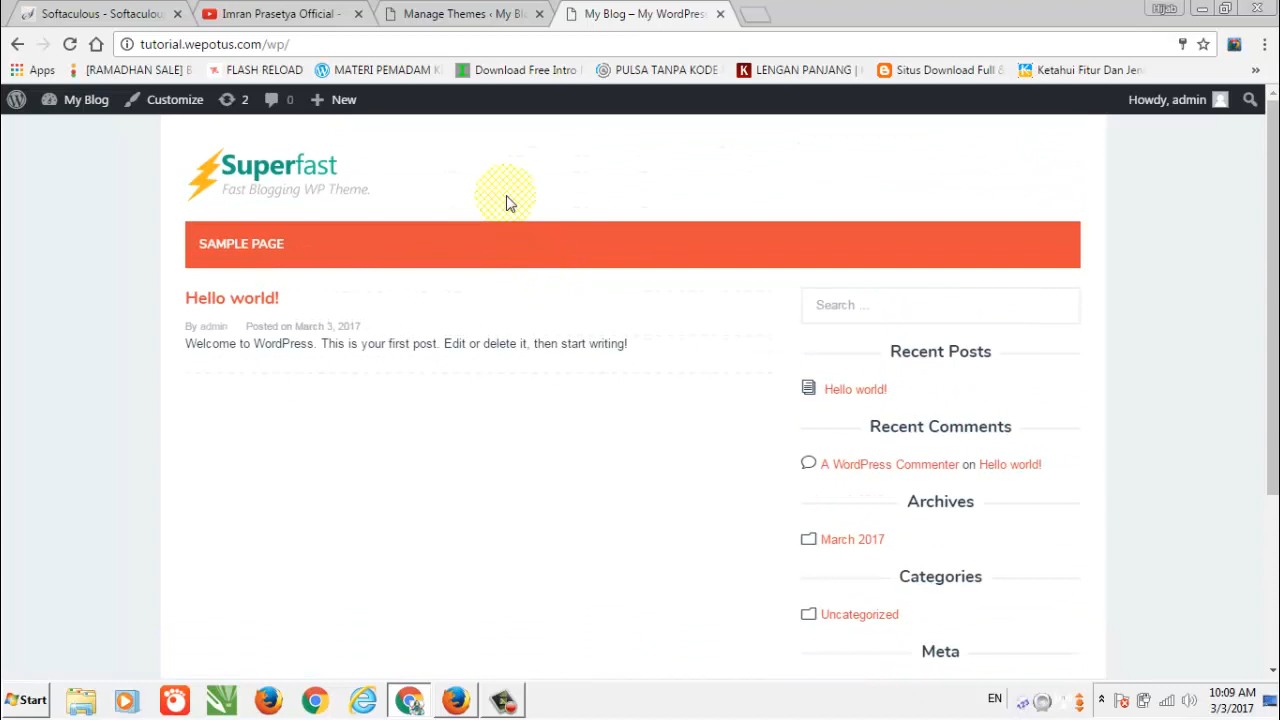 Softaculous - Softaculou
Imran Prasetya Official -
Manage Themes ‹ My Bl
My Blog – My WordPress
Hijab
tutorial.wepotus.com/wp/
Apps
[RAMADHAN SALE] B
FLASH RELOAD
MATERI PEMADAM K
Download Free Intro
PULSA TANPA KODE
LENGAN PANJANG |
Situs Download Full &
Ketahui Fitur Dan Jen
My Blog
Customize
2
0
New
Howdy, admin
Superfast
Fast Blogging WP Theme.
SAMPLE PAGE
Hello world!
By admin Posted on March 3, 2017
Welcome to WordPress. This is your first post. Edit or delete it, then start writing!
Search ...
Recent Posts
Hello world!
Recent Comments
A WordPress Commenter on Hello world!
Archives
March 2017
Categories
Uncategorized
Meta
Start
EN
10:09 AM
3/3/2017